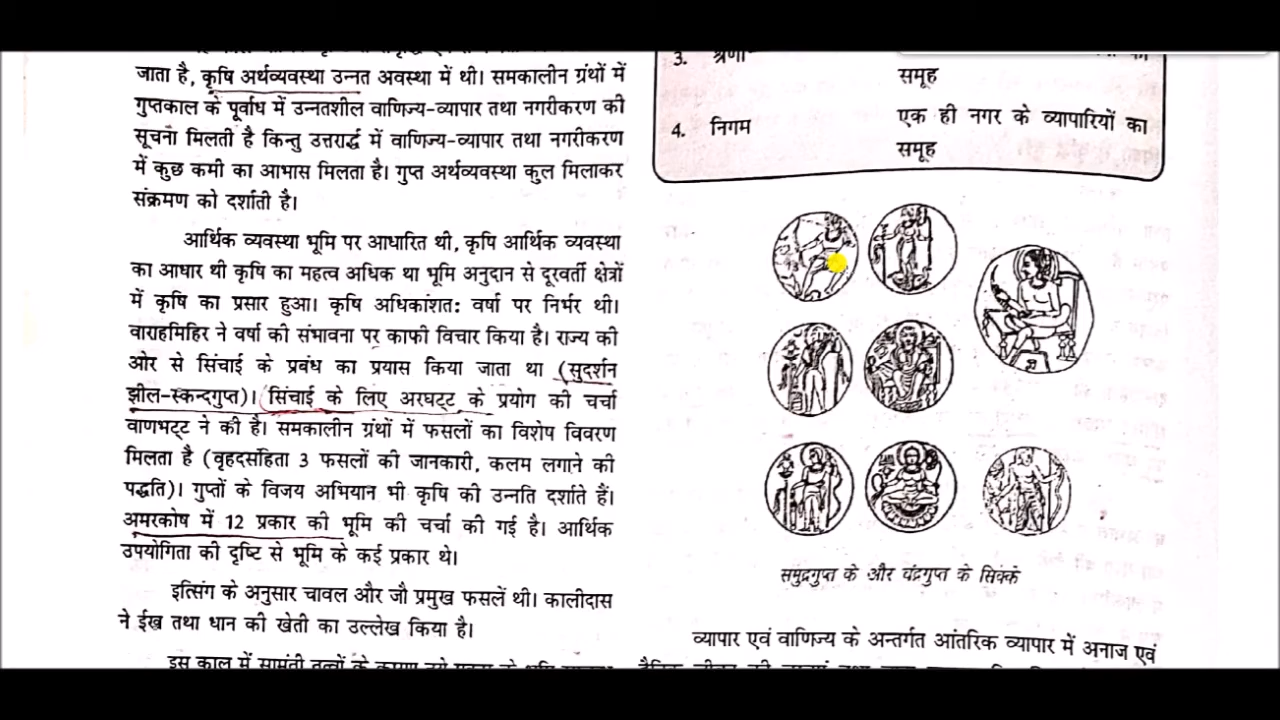 जाता है, कृषि अर्थव्यवस्था उन्नत अवस्था में थी। समकालीन ग्रंथों में
गुप्तकाल के पूर्वाध में उन्नतशील वाणिज्य-व्यापार तथा नगरीकरण की
सूचना मिलती है किन्तु उत्तरार्द्ध में वाणिज्य-व्यापार तथा नगरीकरण
में कुछ कमी का आभास मिलता है। गुप्त अर्थव्यवस्था कुल मिलाकर
संक्रमण को दर्शाती है।
आर्थिक व्यवस्था भूमि पर आधारित थी, कृषि आर्थिक व्यवस्था
का आधार थी कृषि का महत्व अधिक था भूमि अनुदान से दूरवर्ती क्षेत्रों
में कृषि का प्रसार हुआ। कृषि अधिकांशत: वर्षा पर निर्भर थी।
वाराहमिहिर ने वर्षा की संभावना पर काफी विचार किया है। राज्य की
ओर से सिंचाई के प्रबंध का प्रयास किया जाता था (सुदर्शन
झील-स्कन्दगुप्त)। सिंचाई के लिए अरघट्ट के प्रयोग की चर्चा
वाणभट्ट ने की है। समकालीन ग्रंथों में फसलों का विशेष विवरण
मिलता है (वृहदसंहिता 3 फसलों की जानकारी, कलम लगाने की
पद्धति)। गुप्तों के विजय अभियान भी कृषि की उन्नति दर्शाते हैं।
अमरकोष में 12 प्रकार की भूमि की चर्चा की गई है। आर्थिक
उपयोगिता की दृष्टि से भूमि के कई प्रकार थे।
इत्सिंग के अनुसार चावल और जौ प्रमुख फसलें थी। कालीदास
ने ईख तथा धान की खेती का उल्लेख किया है।
3. श्रेणी
समूह
4. निगम एक ही नगर के व्यापारियों का
समूह
समुद्रगुप्त के और चंद्रगुप्त के सिक्के
व्यापार एवं वाणिज्य के अन्तर्गत आंतरिक व्यापार में अनाज एवं